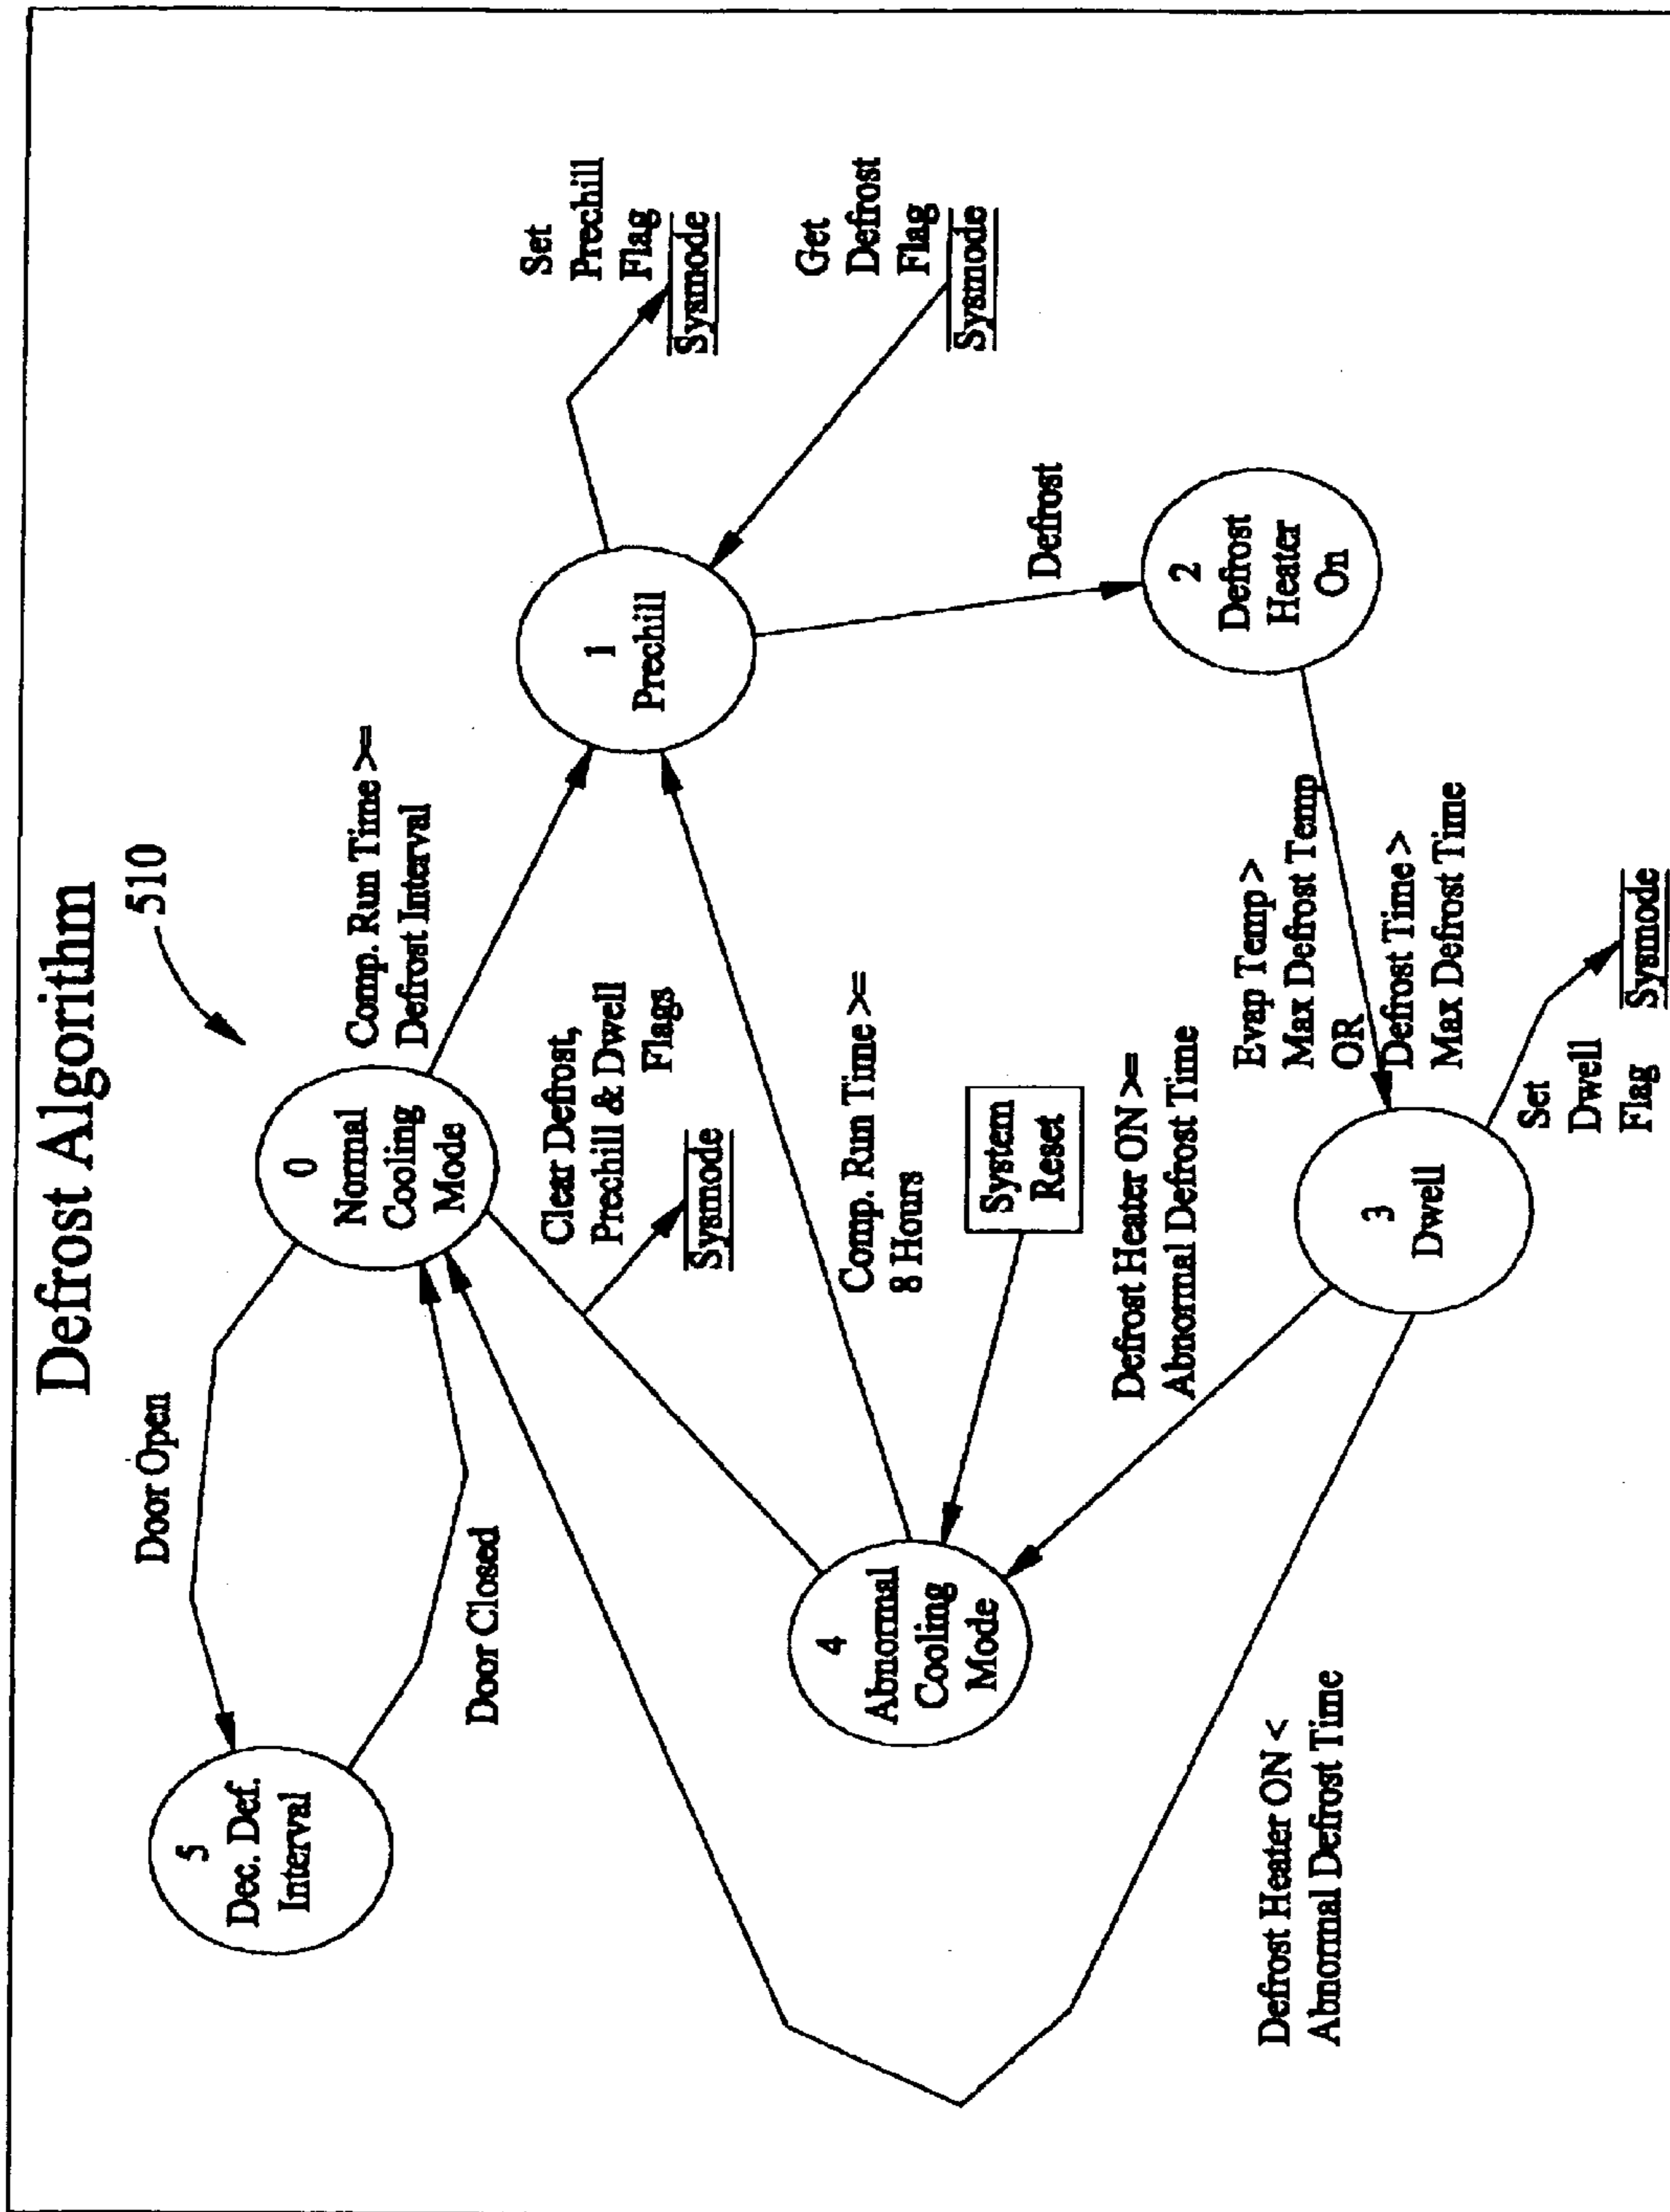 Defrost Algorithm
510
Door Open
5
Dec. Def.
Interval
Door Closed
0
Normal
Cooling
Mode
Comp. Run Time >=
Defrost Interval
Clear Defrost,
Prechill & Dwell
Flags
Sysmode
1
Prechill
Set
Prechill
Flag
Sysmode
Get
Defrost
Flag
Sysmode
4
Abnormal
Cooling
Mode
Comp. Run Time >=
8 Hours
System
Reset
Defrost Heater ON >=
Abnormal Defrost Time
Defrost
2
Defrost
Heater
On
Evap Temp >
Max Defrost Temp
OR
Defrost Time >
Max Defrost Time
3
Dwell
Set
Dwell
Flag
Sysmode
Defrost Heater ON <
Abnormal Defrost Time